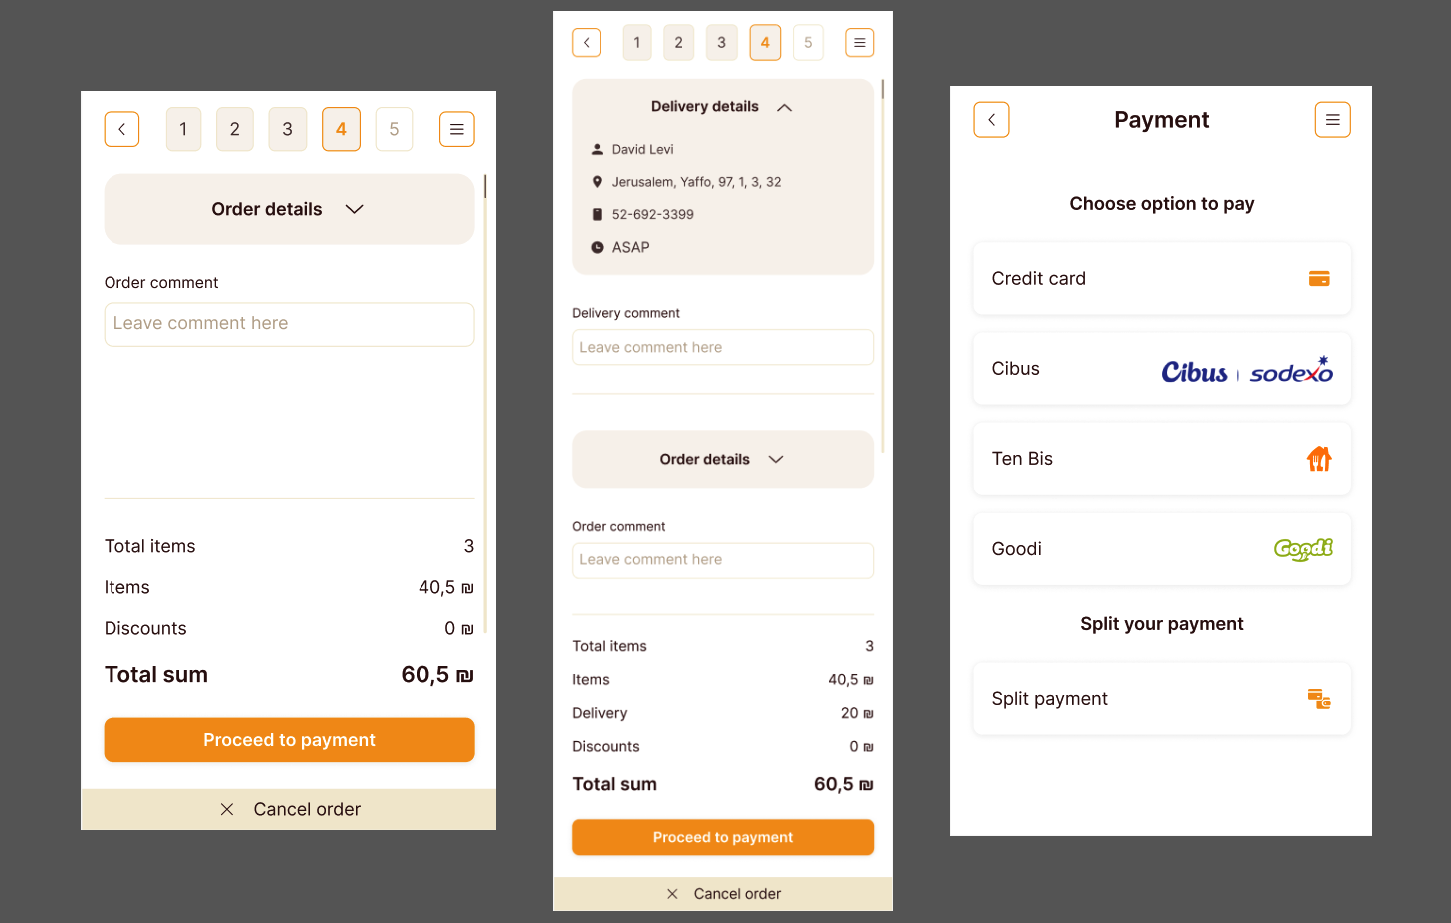 1 2 3 4 5
Order details
Order comment
Leave comment here
Total items 3
Items 40,5 ₪
Discounts 0 ₪
Total sum 60,5 ₪
Proceed to payment
Cancel order
1 2 3 4 5
Delivery details
David Levi
Jerusalem, Yaffo, 97, 1, 3, 32
52-692-3399
ASAP
Delivery comment
Leave comment here
Order details
Order comment
Leave comment here
Total items 3
Items 40,5 ₪
Delivery 20 ₪
Discounts 0 ₪
Total sum 60,5 ₪
Proceed to payment
Cancel order
Payment
Choose option to pay
Credit card
Cibus Cibus | sodexo
Ten Bis
Goodi Goodi
Split your payment
Split payment